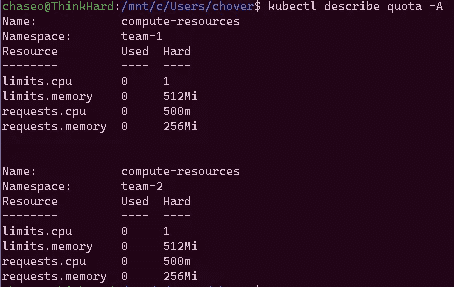 chaseo@ThinkHard:/mnt/c/Users/chover$ kubectl describe quota -A
Name:            compute-resources
Namespace:       team-1
Resource         Used  Hard
--------         ----  ----
limits.cpu       0     1
limits.memory    0     512Mi
requests.cpu     0     500m
requests.memory  0     256Mi
Name:            compute-resources
Namespace:       team-2
Resource         Used  Hard
--------         ----  ----
limits.cpu       0     1
limits.memory    0     512Mi
requests.cpu     0     500m
requests.memory  0     256Mi